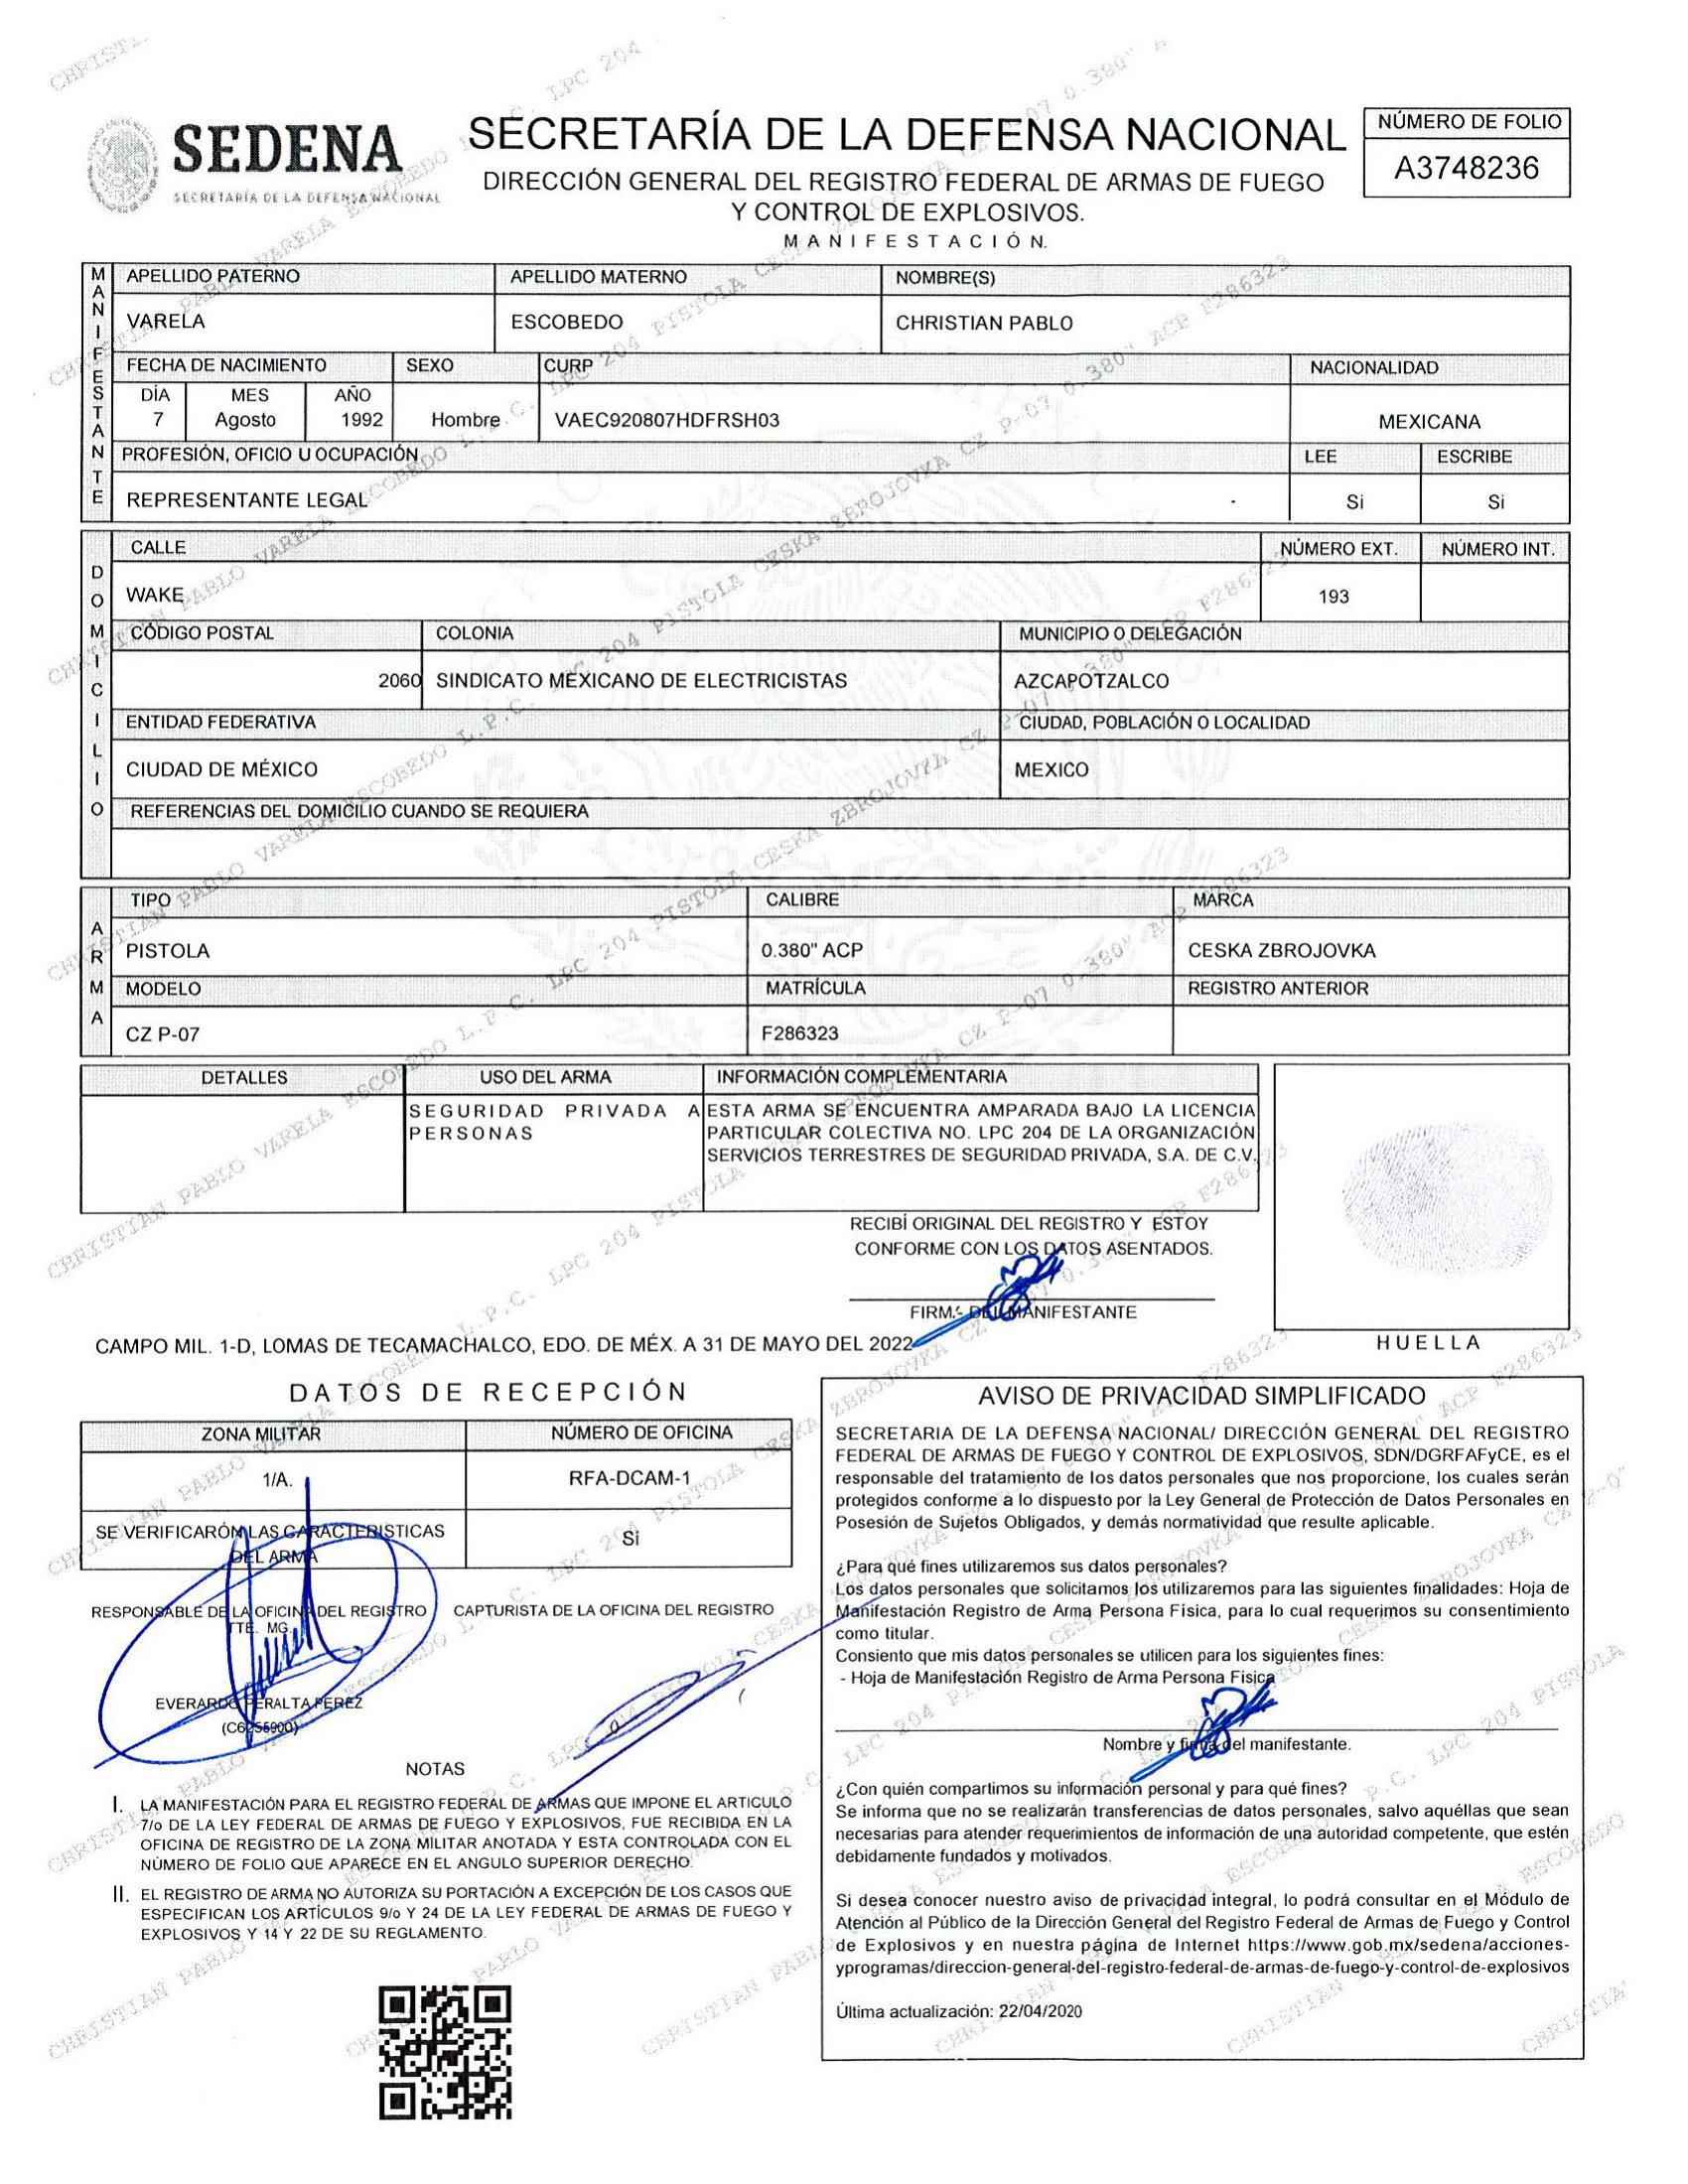 SEDENA
SECRETARÍA DE LA DEFENSA NACIONAL
SECRETARÍA DE LA DEFENSA NACIONAL
DIRECCIÓN GENERAL DEL REGISTRO FEDERAL DE ARMAS DE FUEGO
Y CONTROL DE EXPLOSIVOS.
MANIFESTACIÓN.
NÚMERO DE FOLIO
A3748236
MANIFESTANTE
APELLIDO PATERNO APELLIDO MATERNO NOMBRE(S)
VARELA ESCOBEDO CHRISTIAN PABLO
FECHA DE NACIMIENTO SEXO CURP NACIONALIDAD
DÍA MES AÑO
7 Agosto 1992 Hombre VAEC920807HDFRSH03 MEXICANA
PROFESIÓN, OFICIO U OCUPACIÓN LEE ESCRIBE
REPRESENTANTE LEGAL - Si Si
DOMICILIO
CALLE NÚMERO EXT. NÚMERO INT.
WAKE 193
CÓDIGO POSTAL COLONIA MUNICIPIO O DELEGACIÓN
2060 SINDICATO MEXICANO DE ELECTRICISTAS AZCAPOTZALCO
ENTIDAD FEDERATIVA CIUDAD, POBLACIÓN O LOCALIDAD
CIUDAD DE MÉXICO MEXICO
REFERENCIAS DEL DOMICILIO CUANDO SE REQUIERA
ARMA
TIPO CALIBRE MARCA
PISTOLA 0.380" ACP CESKA ZBROJOVKA
MODELO MATRÍCULA REGISTRO ANTERIOR
CZ P-07 F286323
DETALLES USO DEL ARMA INFORMACIÓN COMPLEMENTARIA
SEGURIDAD PRIVADA A
PERSONAS
ESTA ARMA SE ENCUENTRA AMPARADA BAJO LA LICENCIA
PARTICULAR COLECTIVA NO. LPC 204 DE LA ORGANIZACIÓN
SERVICIOS TERRESTRES DE SEGURIDAD PRIVADA, S.A. DE C.V.
RECIBÍ ORIGINAL DEL REGISTRO Y ESTOY
CONFORME CON LOS DATOS ASENTADOS.
DEL MANIFESTANTE
HUELLA
CAMPO MIL. 1-D, LOMAS DE TECAMACHALCO, EDO. DE MÉX. A 31 DE MAYO DEL 2022
DATOS DE RECEPCIÓN
ZONA MILITAR NÚMERO DE OFICINA
1/A. RFA-DCAM-1
SE VERIFICARÓN LAS CARACTERISTICAS
DEL ARMA
Si
RESPONSABLE DE LA OFICINA DEL REGISTRO CAPTURISTA DE LA OFICINA DEL REGISTRO
TTE. MG.
EVERARDO PERALTA PEREZ
(C6255900)
0
NOTAS
I. LA MANIFESTACIÓN PARA EL REGISTRO FEDERAL DE ARMAS QUE IMPONE EL ARTICULO
7/o DE LA LEY FEDERAL DE ARMAS DE FUEGO Y EXPLOSIVOS, FUE RECIBIDA EN LA
OFICINA DE REGISTRO DE LA ZONA MILITAR ANOTADA Y ESTA CONTROLADA CON EL
NÚMERO DE FOLIO QUE APARECE EN EL ANGULO SUPERIOR DERECHO.
II. EL REGISTRO DE ARMA NO AUTORIZA SU PORTACIÓN A EXCEPCIÓN DE LOS CASOS QUE
ESPECIFICAN LOS ARTÍCULOS 9/o Y 24 DE LA LEY FEDERAL DE ARMAS DE FUEGO Y
EXPLOSIVOS Y 14 Y 22 DE SU REGLAMENTO.
AVISO DE PRIVACIDAD SIMPLIFICADO
SECRETARIA DE LA DEFENSA NACIONAL/ DIRECCIÓN GENERAL DEL REGISTRO
FEDERAL DE ARMAS DE FUEGO Y CONTROL DE EXPLOSIVOS, SDN/DGRFAFyCE, es el
responsable del tratamiento de los datos personales que nos proporcione, los cuales serán
protegidos conforme a lo dispuesto por la Ley General de Protección de Datos Personales en
Posesión de Sujetos Obligados, y demás normatividad que resulte aplicable.
¿Para qué fines utilizaremos sus datos personales?
Los datos personales que solicitamos los utilizaremos para las siguientes finalidades: Hoja de
Manifestación Registro de Arma Persona Física, para lo cual requerimos su consentimiento
como titular.
Consiento que mis datos personales se utilicen para los siguientes fines:
- Hoja de Manifestación Registro de Arma Persona Física
Nombre y firma del manifestante.
¿Con quién compartimos su información personal y para qué fines?
Se informa que no se realizarán transferencias de datos personales, salvo aquéllas que sean
necesarias para atender requerimientos de información de una autoridad competente, que estén
debidamente fundados y motivados.
Si desea conocer nuestro aviso de privacidad integral, lo podrá consultar en el Módulo de
Atención al Público de la Dirección General del Registro Federal de Armas de Fuego y Control
de Explosivos y en nuestra página de Internet https://www.gob.mx/sedena/acciones-
yprogramas/direccion-general-del-registro-federal-de-armas-de-fuego-y-control-de-explosivos
Última actualización: 22/04/2020